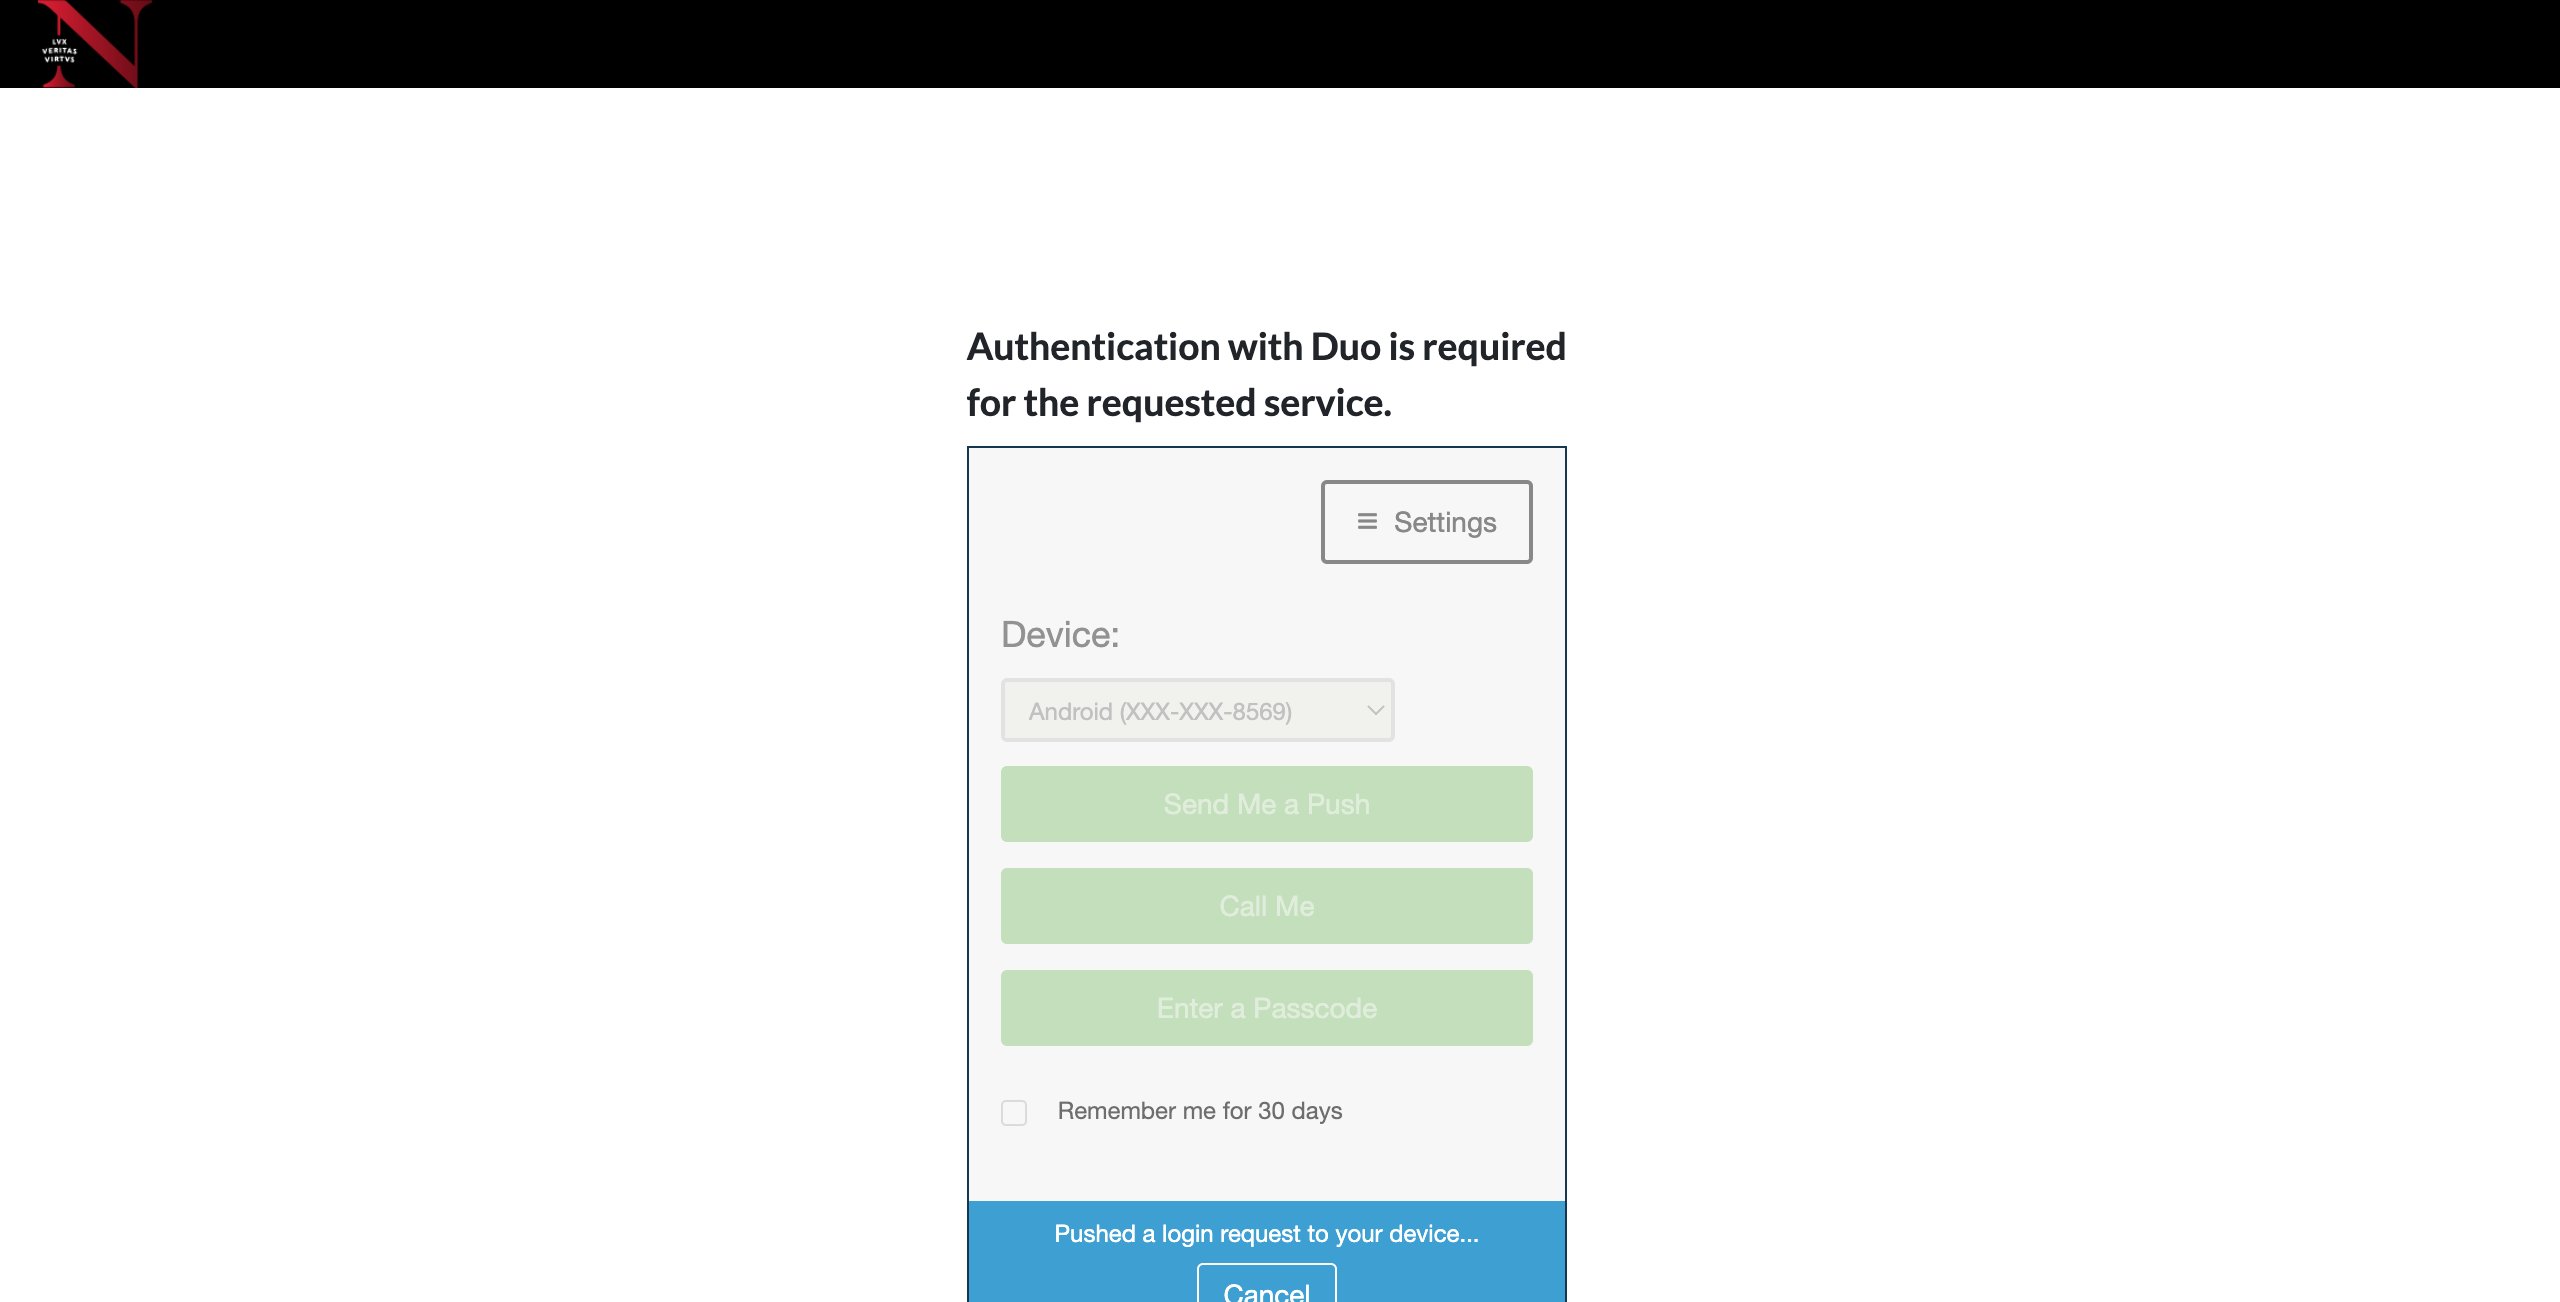 LVX
VERITAS
VIRTVS
Authentication with Duo is required
for the requested service.
Settings
Device:
Android (XXX-XXX-8569)
Send Me a Push
Call Me
Enter a Passcode
Remember me for 30 days
Pushed a login request to your device...
Cancel